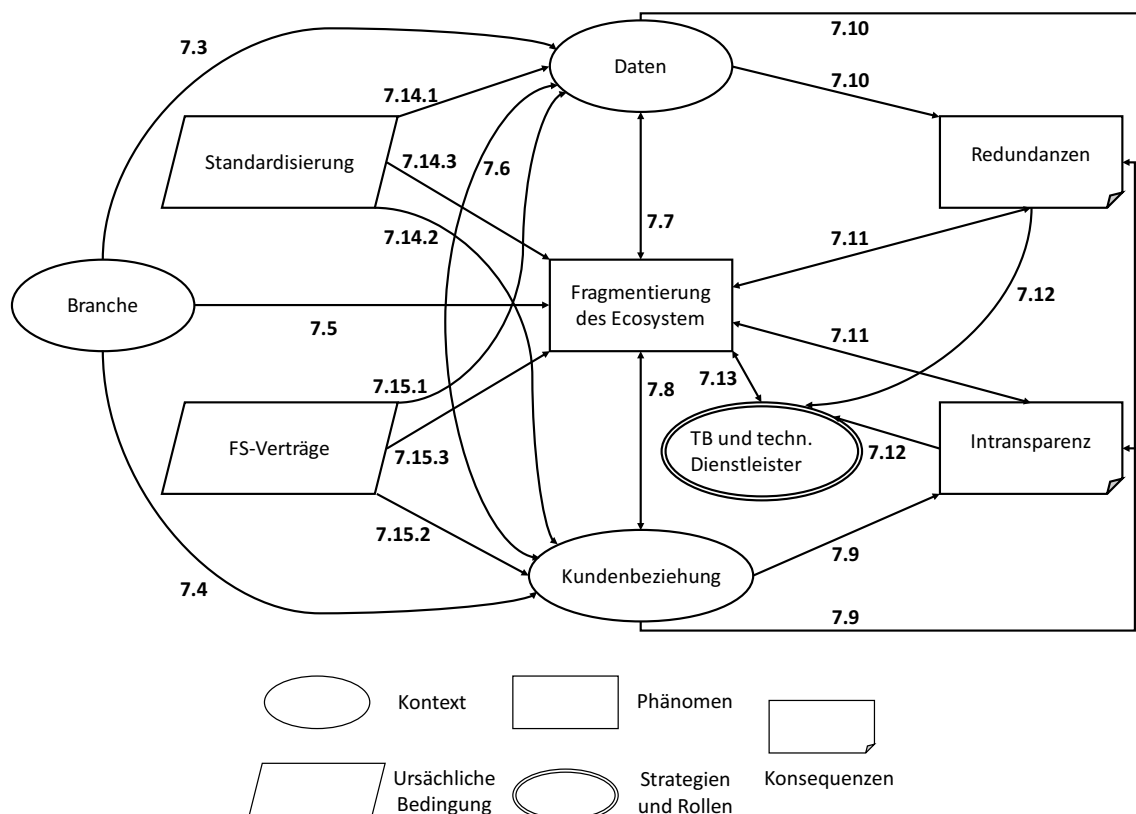 7.10
7.3
Daten
7.10
7.14.1
Standardisierung
7.14.3
7.6
Redundanzen
7.7
7.14.2
7.11
Branche
Fragmentierung
des Ecosystem
7.12
7.5
7.11
7.15.1
7.8
7.13
FS-Verträge
7.15.3
TB und techn.
Dienstleister
7.12
Intransparenz
7.15.2
7.9
7.4
Kundenbeziehung
7.9
Kontext
Phänomen
Ursächliche
Bedingung
Strategien
und Rollen
Konsequenzen